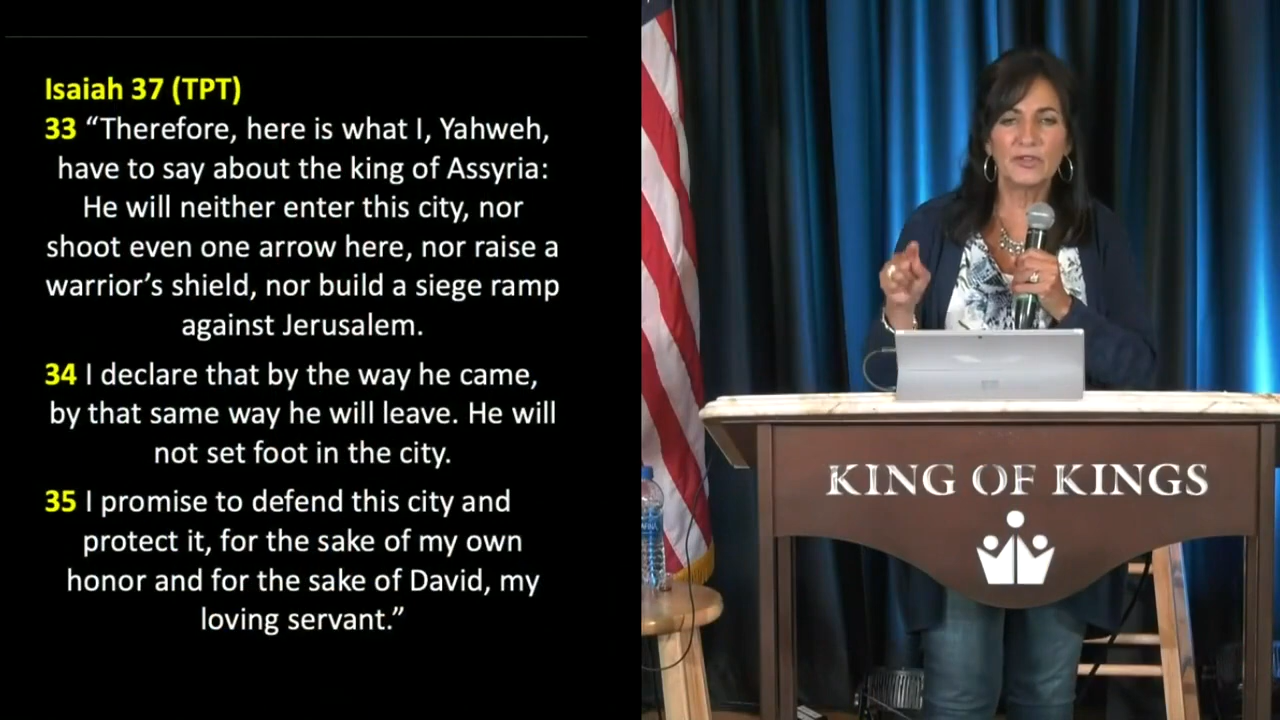 Isaiah 37 (TPT)
33 “Therefore, here is what I, Yahweh,
have to say about the king of Assyria:
He will neither enter this city, nor
shoot even one arrow here, nor raise a
warrior’s shield, nor build a siege ramp
against Jerusalem.
34 I declare that by the way he came,
by that same way he will leave. He will
not set foot in the city.
35 I promise to defend this city and
protect it, for the sake of my own
honor and for the sake of David, my
loving servant.”
KING OF KINGS